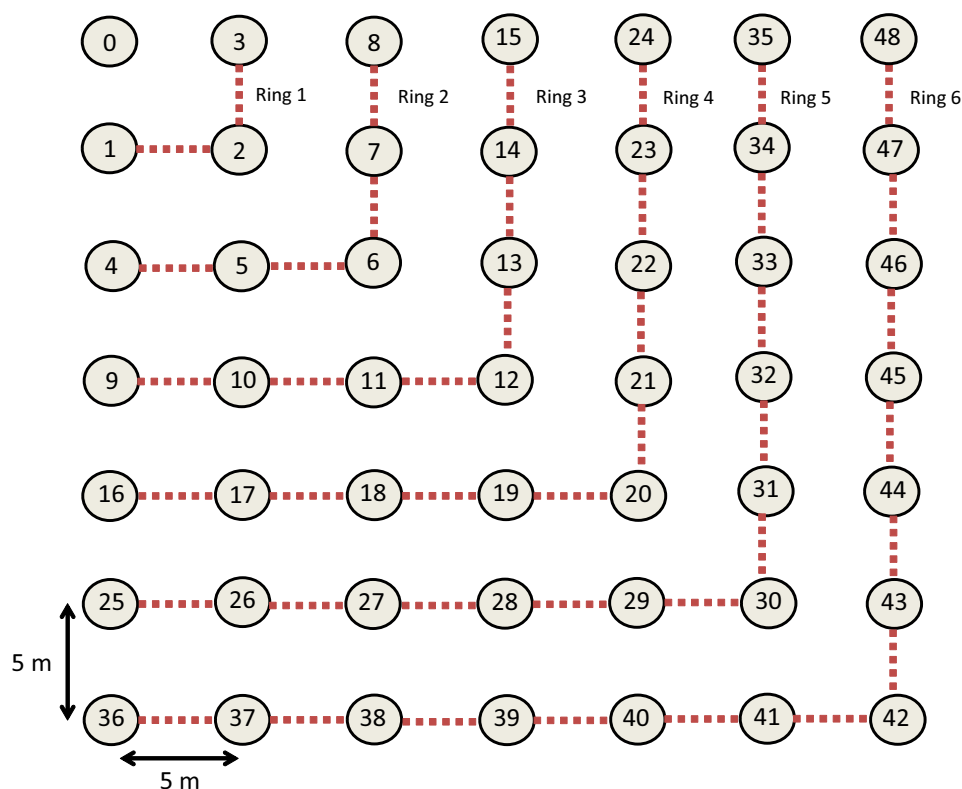 0 3 8 15 24 35 48
Ring 1 Ring 2 Ring 3 Ring 4 Ring 5 Ring 6
1 2 7 14 23 34 47
4 5 6 13 22 33 46
9 10 11 12 21 32 45
16 17 18 19 20 31 44
25 26 27 28 29 30 43
5 m
36 37 38 39 40 41 42
5 m